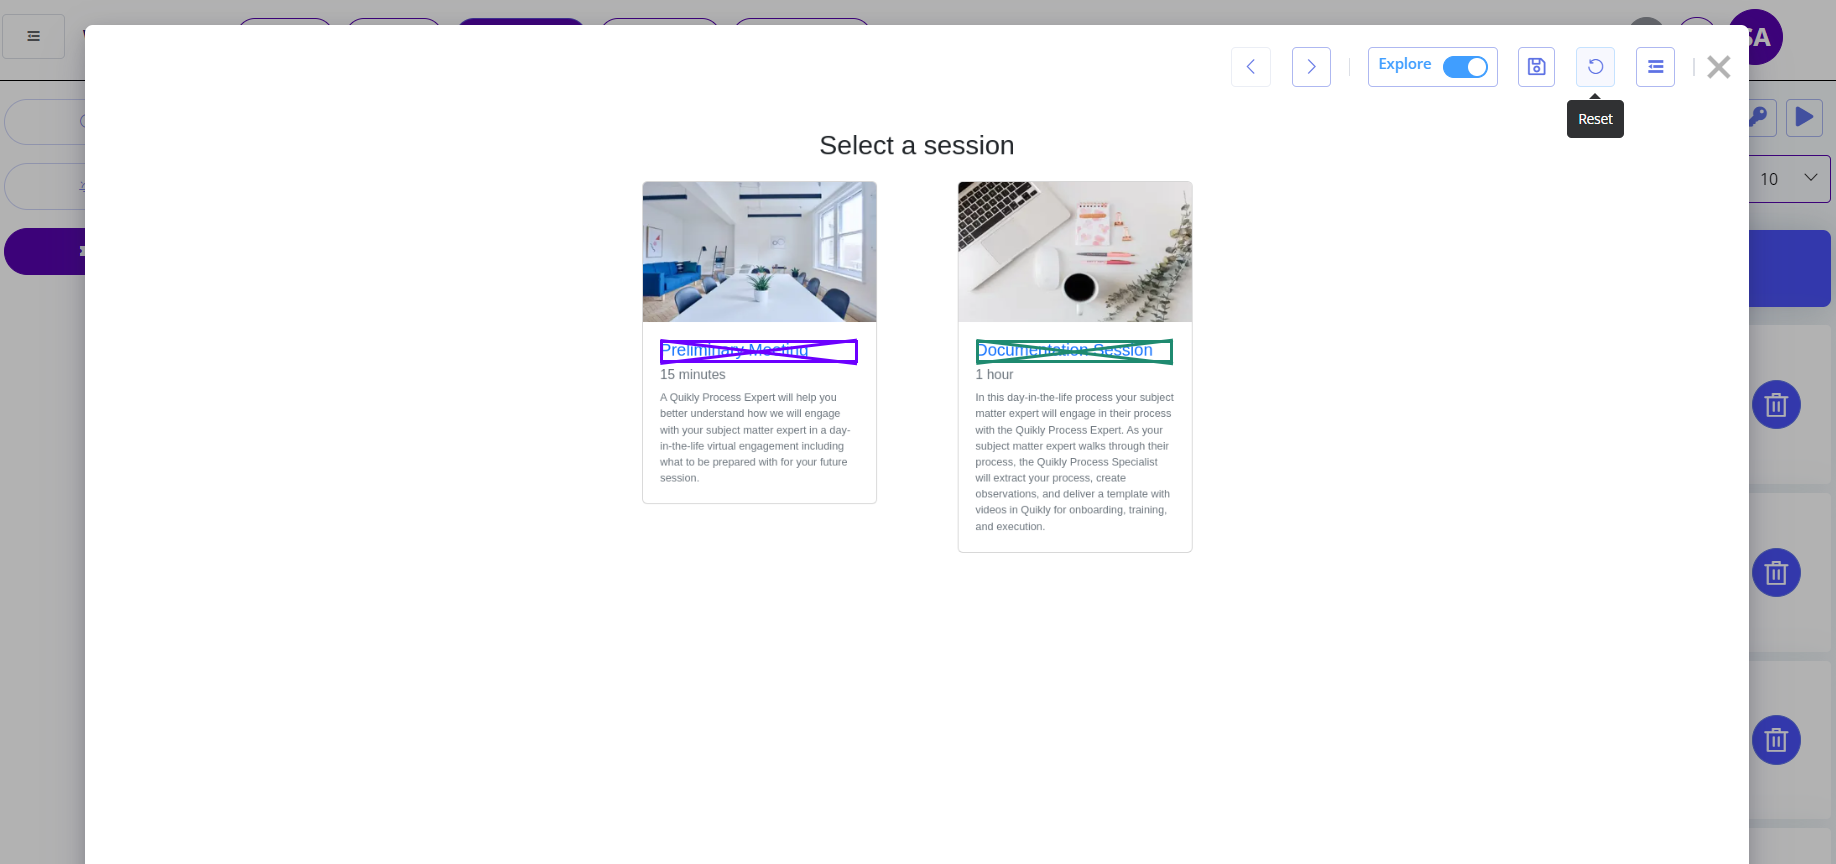 SA
Explore
Reset
10
Select a session
Preliminary Meeting
15 minutes
A Quikly Process Expert will help you
better understand how we will engage
with your subject matter expert in a day-
in-the-life virtual engagement including
what to be prepared with for your future
session.
Documentation Session
1 hour
In this day-in-the-life process your subject
matter expert will engage in their process
with the Quikly Process Expert. As your
subject matter expert walks through their
process, the Quikly Process Specialist
will extract your process, create
observations, and deliver a template with
videos in Quikly for onboarding, training,
and execution.